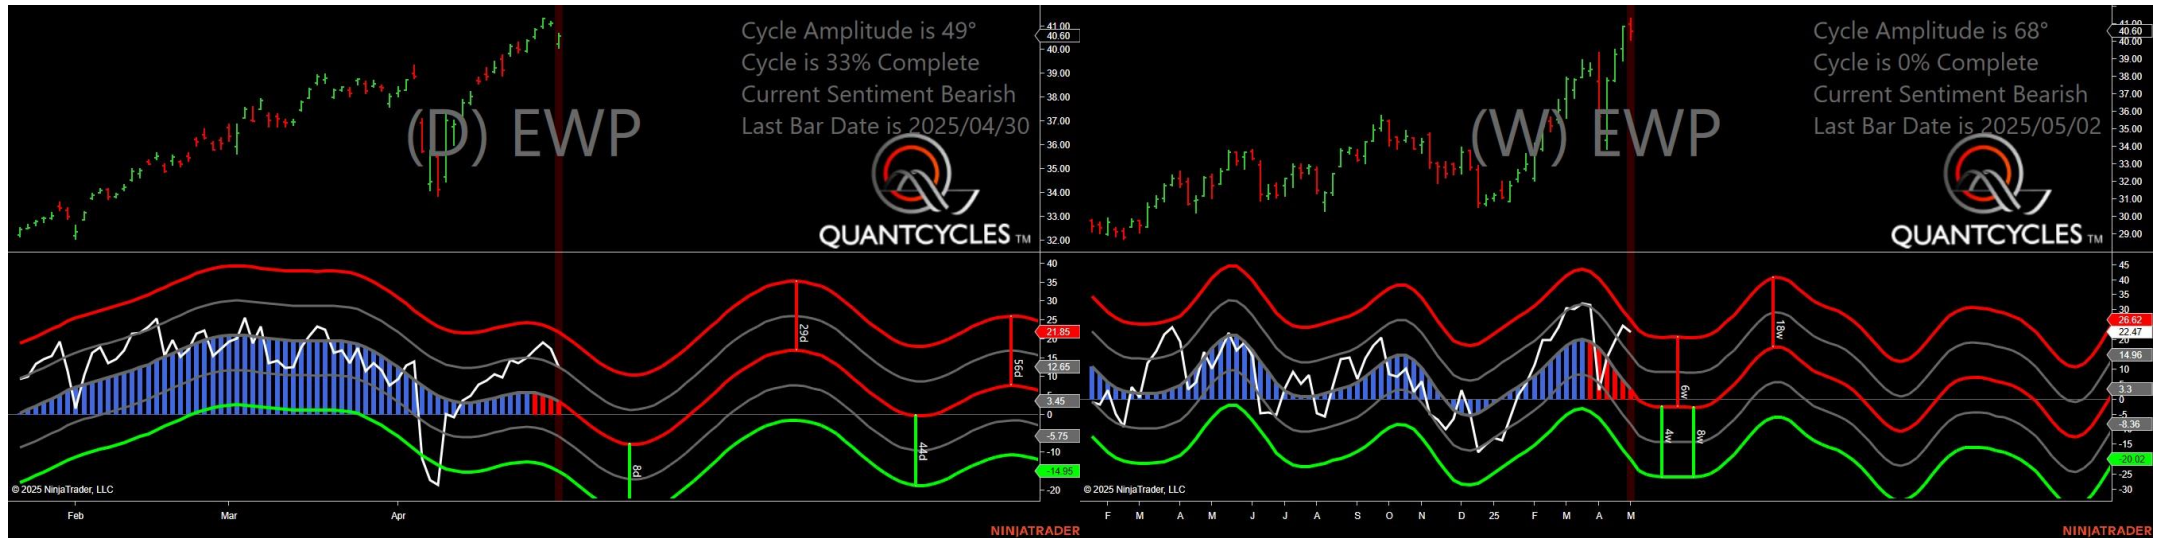 Cycle Amplitude is 49°
Cycle is 33% Complete
Current Sentiment Bearish
Last Bar Date is 2025/04/30
(D) EWP
QUANTCYCLES TM
41.00
40.60
40.00
39.00
38.00
37.00
36.00
35.00
34.00
33.00
32.00
40
35
30
25
21.85
20
15
12.65
10
3.45
0
-5.75
-10
-14.95
-20
29d
56d
8d
44d
© 2025 NinjaTrader, LLC
Feb Mar Apr
NINJATRADER
Cycle Amplitude is 68°
Cycle is 0% Complete
Current Sentiment Bearish
Last Bar Date is 2025/05/02
(W) EWP
QUANTCYCLES TM
41.00
40.60
40.00
39.00
38.00
37.00
36.00
35.00
34.00
33.00
32.00
31.00
30.00
29.00
45
35
30
26.62
22.47
20
14.96
10
3.3
0
-5
-8.36
-15
-20.02
-25
-30
18w
6w
4w
8w
© 2025 NinjaTrader, LLC
F M A M J J A S O N D 25 F M A M
NINJATRADER